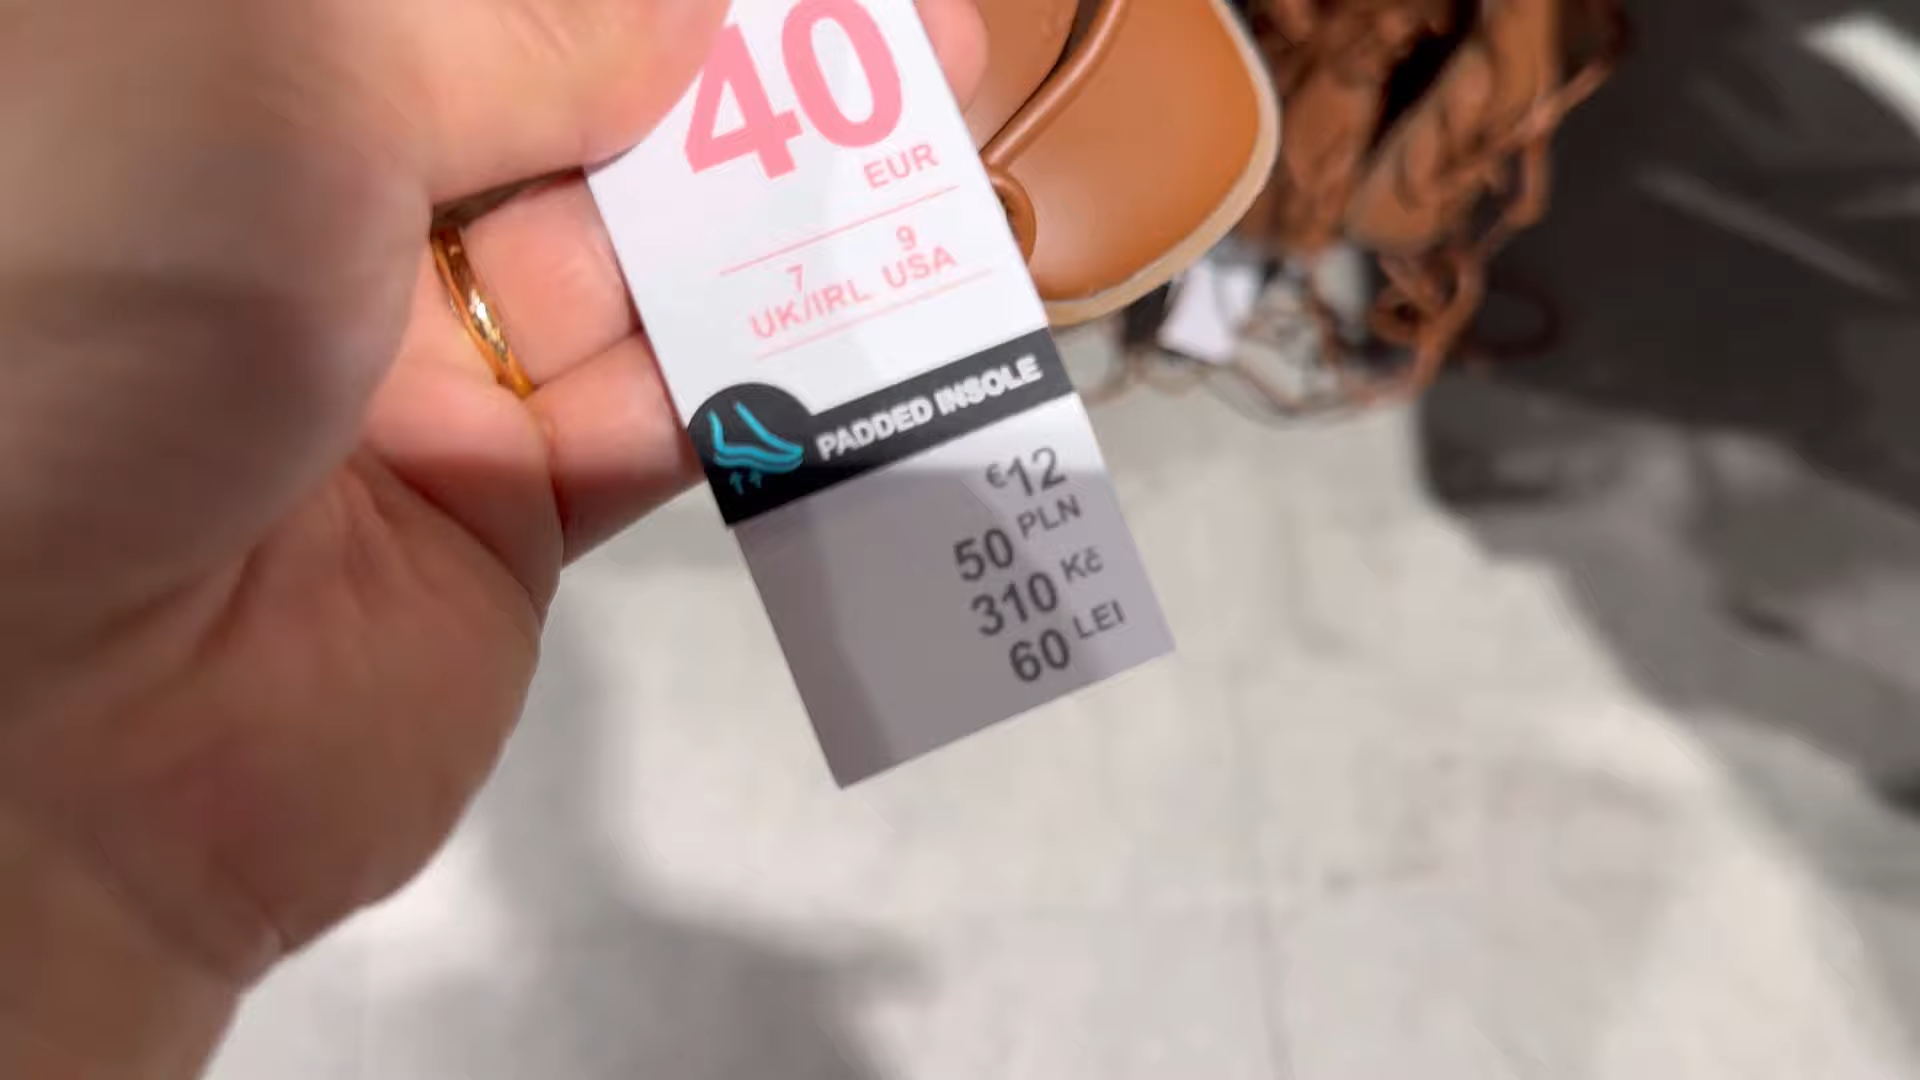 40
EUR
7 9
UK/IRL USA
PADDED INSOLE
€12
50 PLN
310 Kč
60 LEI